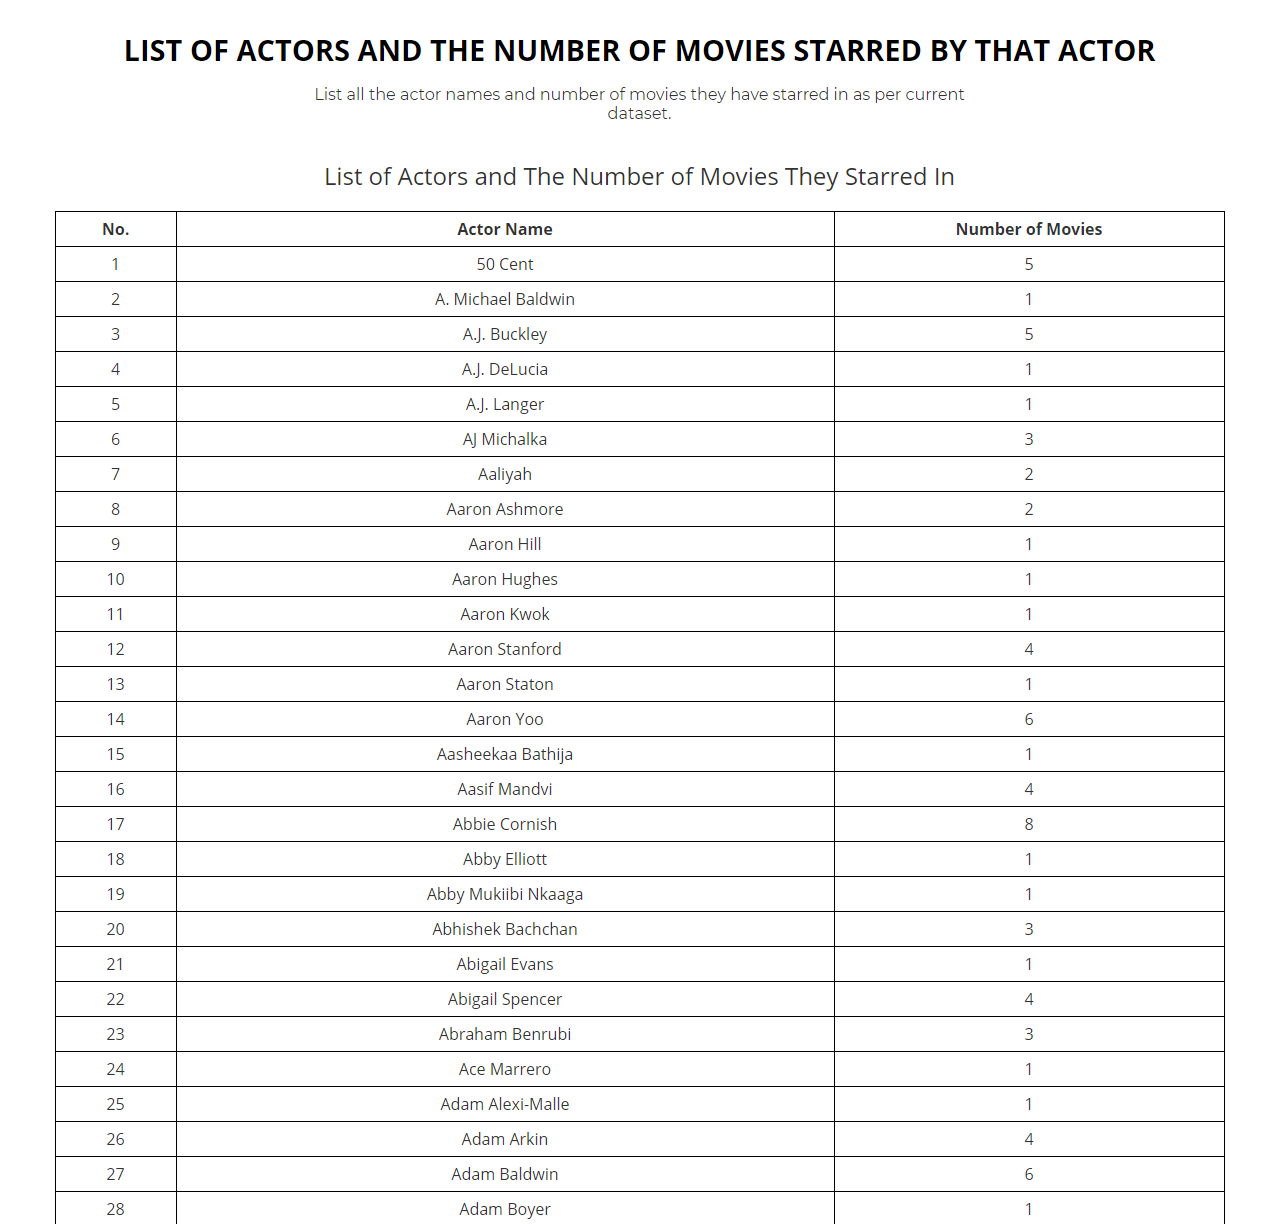 LIST OF ACTORS AND THE NUMBER OF MOVIES STARRED BY THAT ACTOR
List all the actor names and number of movies they have starred in as per current
dataset.
List of Actors and The Number of Movies They Starred In
No. Actor Name Number of Movies
1 50 Cent 5
2 A. Michael Baldwin 1
3 A.J. Buckley 5
4 A.J. DeLucia 1
5 A.J. Langer 1
6 AJ Michalka 3
7 Aaliyah 2
8 Aaron Ashmore 2
9 Aaron Hill 1
10 Aaron Hughes 1
11 Aaron Kwok 1
12 Aaron Stanford 4
13 Aaron Staton 1
14 Aaron Yoo 6
15 Aasheekaa Bathija 1
16 Aasif Mandvi 4
17 Abbie Cornish 8
18 Abby Elliott 1
19 Abby Mukiibi Nkaaga 1
20 Abhishek Bachchan 3
21 Abigail Evans 1
22 Abigail Spencer 4
23 Abraham Benrubi 3
24 Ace Marrero 1
25 Adam Alexi-Malle 1
26 Adam Arkin 4
27 Adam Baldwin 6
28 Adam Boyer 1